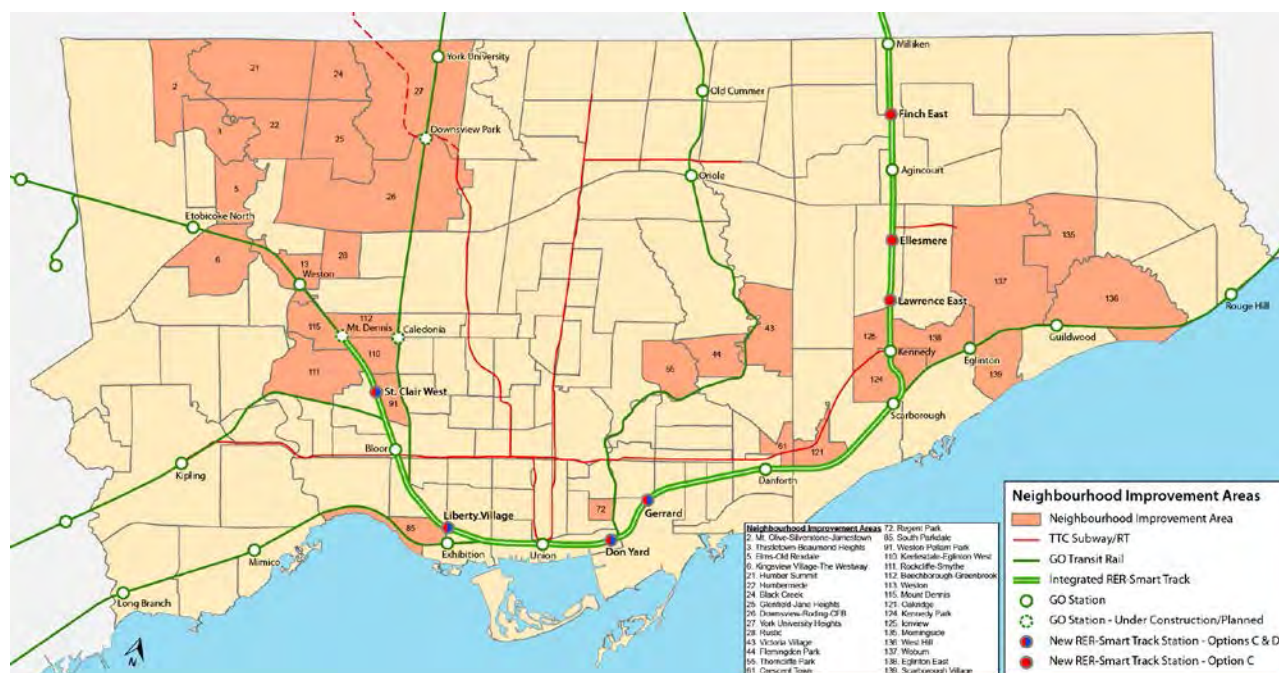 Milliken
York University
21
24
2
27
Old Cummer
Finch East
22
3
25
Downsview Park
Agincourt
Oriole
5
26
Etobicoke North
135
Ellesmere
6
13
28
Weston
137
136
Lawrence East
Rouge Hill
112
115
Mt. Dennis
Caledonia
43
Guildwood
125
138
Kennedy
Eglinton
110
44
55
111
124
139
St. Clair West
91
Scarborough
Bloor
61
121
Kipling
Danforth
72
Gerrard
Liberty Village
85
Exhibition
Union
Don Yard
Mimico
Long Branch
N
Neighbourhood Improvement Areas
2. Mt. Olive-Silverstone-Jamestown
3. Thistletown-Beaumond Heights
5. Elms-Old Rexdale
6. Kingsview Village-The Westway
21. Humber Summit
22 Humbermede
24. Black Creek
25. Glenfield-Jane Heights
26. Downsview-Roding-CFB
27. York University Heights
28. Rustic
43. Victoria Village
44 Flemingdon Park
55. Thorncliffe Park
61. Crescent Town
72. Regent Park
85. South Parkdale
91. Weston Pellam Park
110. Keelesdale-Eglinton West
111. Rockcliffe-Smythe
112. Beechborough-Greenbrook
113. Weston
115. Mount Dennis
121. Oakridge
124. Kennedy Park
125. Ionview
135. Morningside
136. West Hill
137. Woburn
138. Eglinton East
139. Scarborough Village
Neighbourhood Improvement Areas
Neighbourhood Improvement Area
TTC Subway/RT
GO Transit Rail
Integrated RER-Smart Track
GO Station
GO Station - Under Construction/Planned
New RER-Smart Track Station - Options C & D
New RER-Smart Track Station - Option C